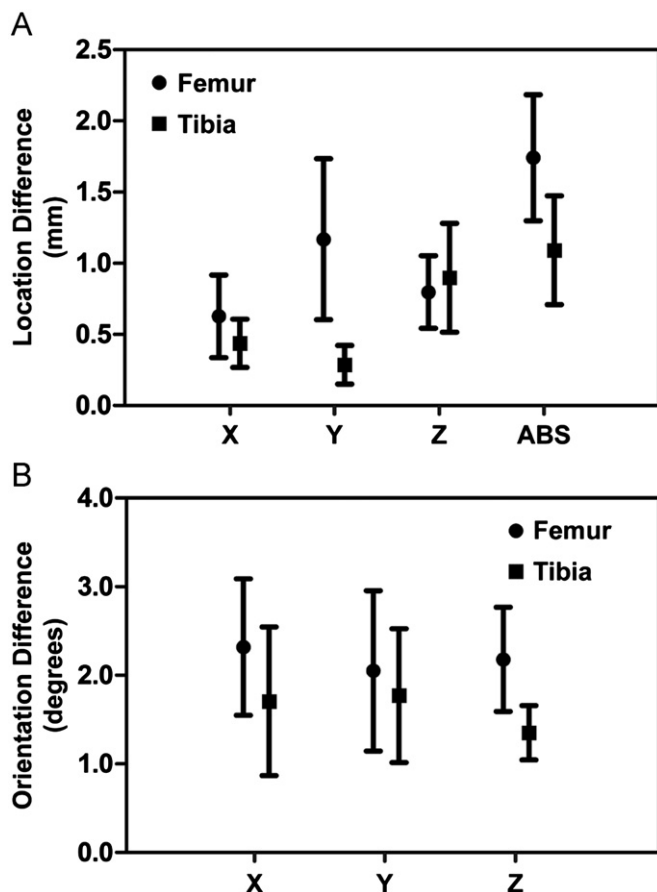 A
2.5
Femur
2.0
Tibia
1.5
1.0
0.5
0.0
Location Difference
(mm)
X Y Z ABS
B
4.0
Femur
Tibia
3.0
2.0
1.0
0.0
Orientation Difference
(degrees)
X Y Z